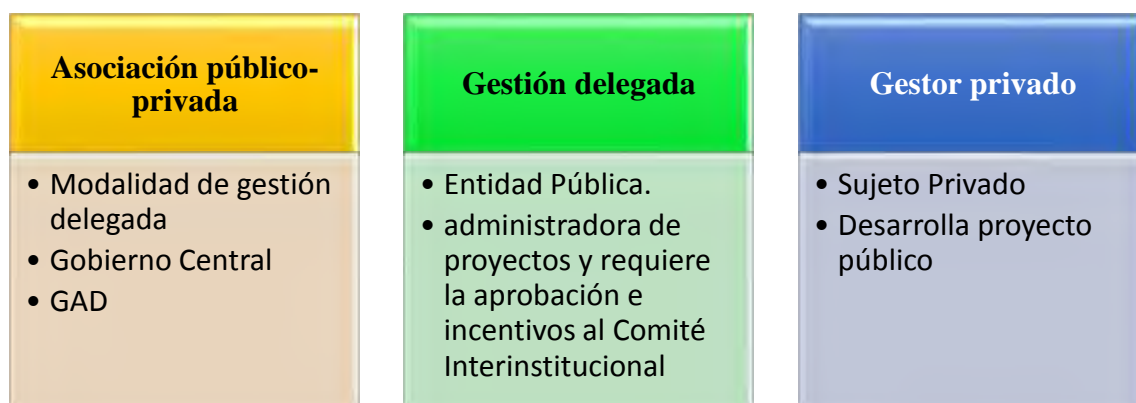 Asociación público-
privada
• Modalidad de gestión
delegada
• Gobierno Central
• GAD
Gestión delegada
• Entidad Pública.
• administradora de
proyectos y requiere
la aprobación e
incentivos al Comité
Interinstitucional
Gestor privado
• Sujeto Privado
• Desarrolla proyecto
público